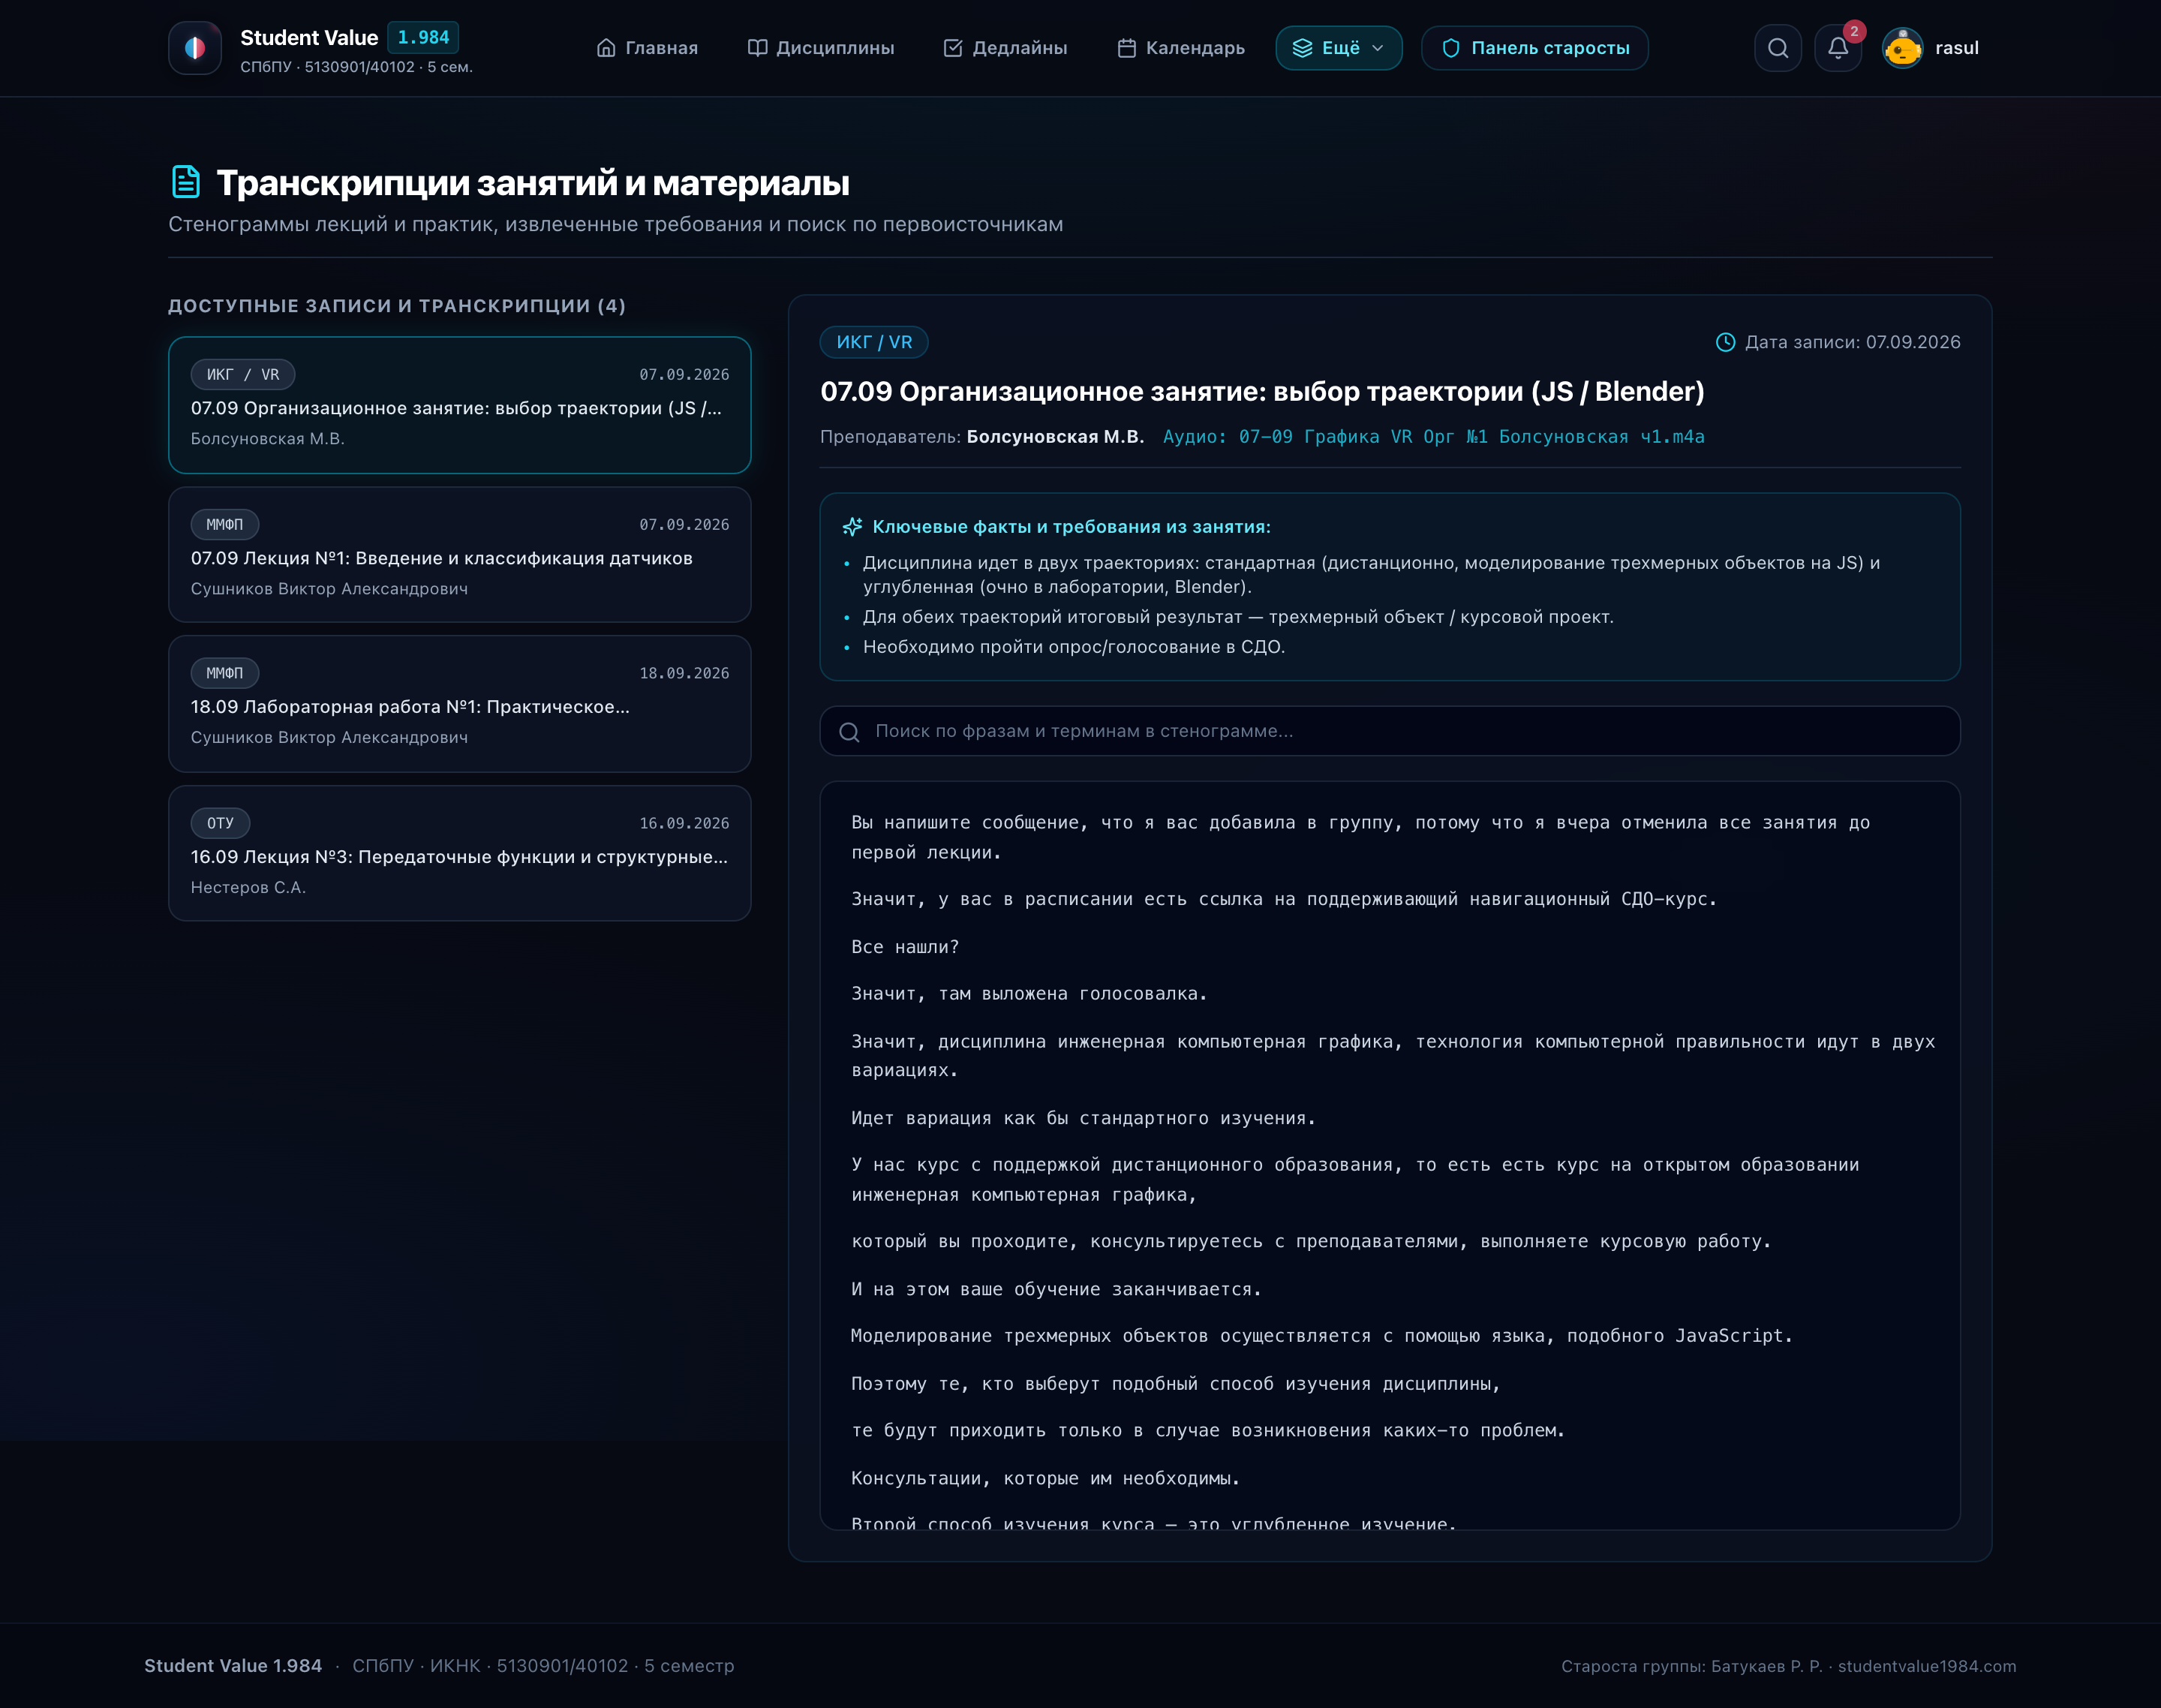 Student Value 1.984
СПбПУ · 5130901/40102 · 5 сем.
Главная
Дисциплины
Дедлайны
Календарь
Ещё
Панель старосты
2
rasul
Транскрипции занятий и материалы
Стенограммы лекций и практик, извлеченные требования и поиск по первоисточникам
ДОСТУПНЫЕ ЗАПИСИ И ТРАНСКРИПЦИИ (4)
ИКГ / VR 07.09.2026
07.09 Организационное занятие: выбор траектории (JS /...
Болсуновская М.В.
ММФП 07.09.2026
07.09 Лекция №1: Введение и классификация датчиков
Сушников Виктор Александрович
ММФП 18.09.2026
18.09 Лабораторная работа №1: Практическое...
Сушников Виктор Александрович
ОТУ 16.09.2026
16.09 Лекция №3: Передаточные функции и структурные...
Нестеров С.А.
ИКГ / VR Дата записи: 07.09.2026
07.09 Организационное занятие: выбор траектории (JS / Blender)
Преподаватель: Болсуновская М.В. Аудио: 07-09 Графика VR Орг №1 Болсуновская ч1.m4a
Ключевые факты и требования из занятия:
• Дисциплина идет в двух траекториях: стандартная (дистанционно, моделирование трехмерных объектов на JS) и
углубленная (очно в лаборатории, Blender).
• Для обеих траекторий итоговый результат — трехмерный объект / курсовой проект.
• Необходимо пройти опрос/голосование в СДО.
Поиск по фразам и терминам в стенограмме...
Вы напишите сообщение, что я вас добавила в группу, потому что я вчера отменила все занятия до
первой лекции.
Значит, у вас в расписании есть ссылка на поддерживающий навигационный СДО-курс.
Все нашли?
Значит, там выложена голосовалка.
Значит, дисциплина инженерная компьютерная графика, технология компьютерной правильности идут в двух
вариациях.
Идет вариация как бы стандартного изучения.
У нас курс с поддержкой дистанционного образования, то есть есть курс на открытом образовании
инженерная компьютерная графика,
который вы проходите, консультируетесь с преподавателями, выполняете курсовую работу.
И на этом ваше обучение заканчивается.
Моделирование трехмерных объектов осуществляется с помощью языка, подобного JavaScript.
Поэтому те, кто выберут подобный способ изучения дисциплины,
те будут приходить только в случае возникновения каких-то проблем.
Консультации, которые им необходимы.
Второй способ изучения курса — это углубленное изучение.
Student Value 1.984 · СПбПУ · ИКНК · 5130901/40102 · 5 семестр
Староста группы: Батукаев Р. Р. · studentvalue1984.com